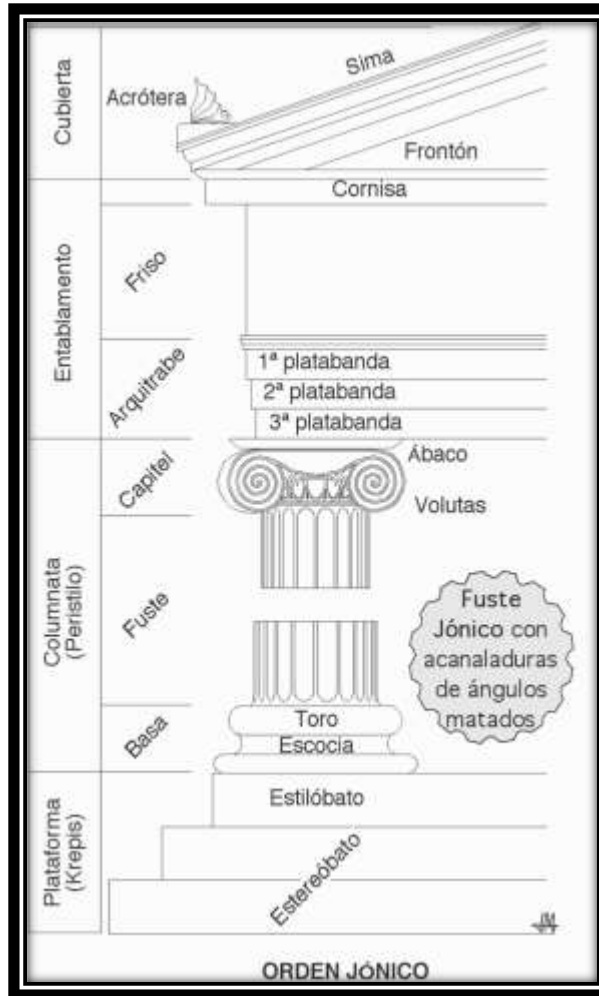 Cubierta
Acrótera
Sima
Frontón
Entablamento
Cornisa
Friso
Arquitrabe
1ª platabanda
2ª platabanda
3ª platabanda
Columnata
(Peristilo)
Capitel
Ábaco
Volutas
Fuste
Fuste
Jónico con
acanaladuras
de ángulos
matados
Basa
Toro
Escocia
Plataforma
(Krepis)
Estilóbato
Estereóbato
ORDEN JÓNICO